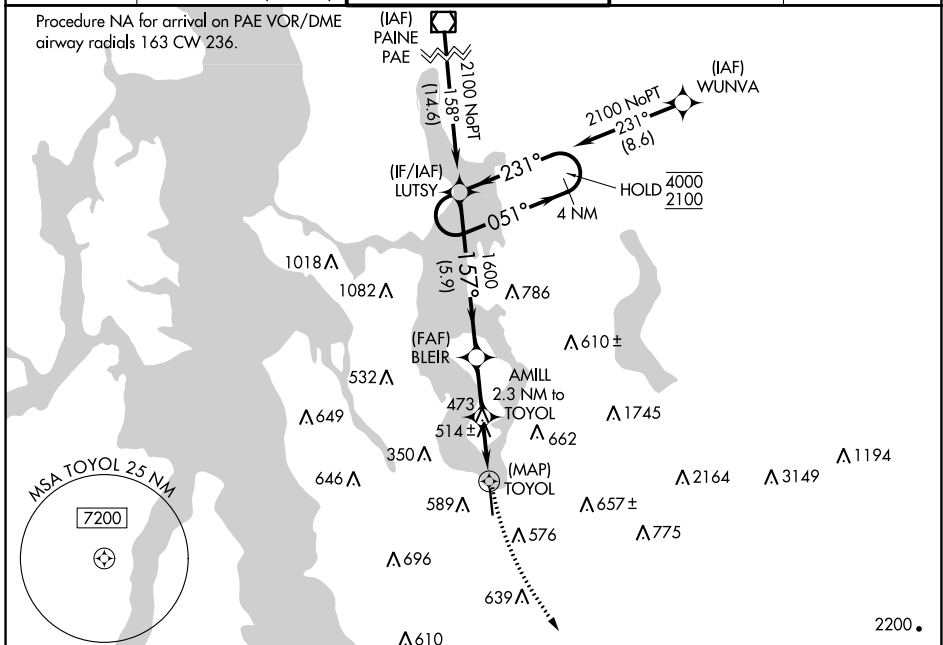 Procedure NA for arrival on PAE VOR/DME
airway radials 163 CW 236.
(IAF)
PAINE
PAE
2100 NoPT
158°
(14.6)
(IAF)
WUNVA
2100 NoPT
231°
(8.6)
(IF/IAF)
LUTSY
231°
051°
4 NM
HOLD
4000
2100
1600
157°
(5.9)
1018
1082
786
(FAF)
BLEIR
610 ±
532
AMILL
2.3 NM to
TOYOL
473
514 ±
649
1745
662
350
1194
646
(MAP)
TOYOL
2164
3149
589
657 ±
576
775
MSA TOYOL 25 NM
7200
696
639
2200
610